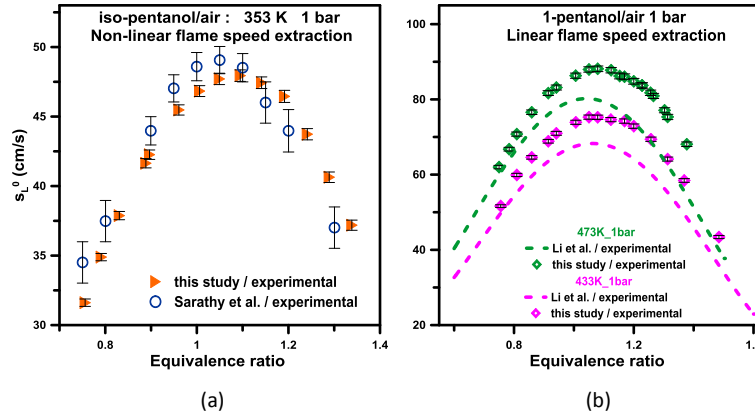 iso-pentanol/air : 353 K 1 bar
Non-linear flame speed extraction
50
45
40
35
30
s_L^0 (cm/s)
this study / experimental
Sarathy et al. / experimental
0.8
1
1.2
1.4
Equivalence ratio
(a)
1-pentanol/air 1 bar
Linear flame speed extraction
100
80
60
40
20
473K_1bar
Li et al. / experimental
this study / experimental
433K_1bar
Li et al. / experimental
this study / experimental
0.8
1.2
1.
Equivalence ratio
(b)